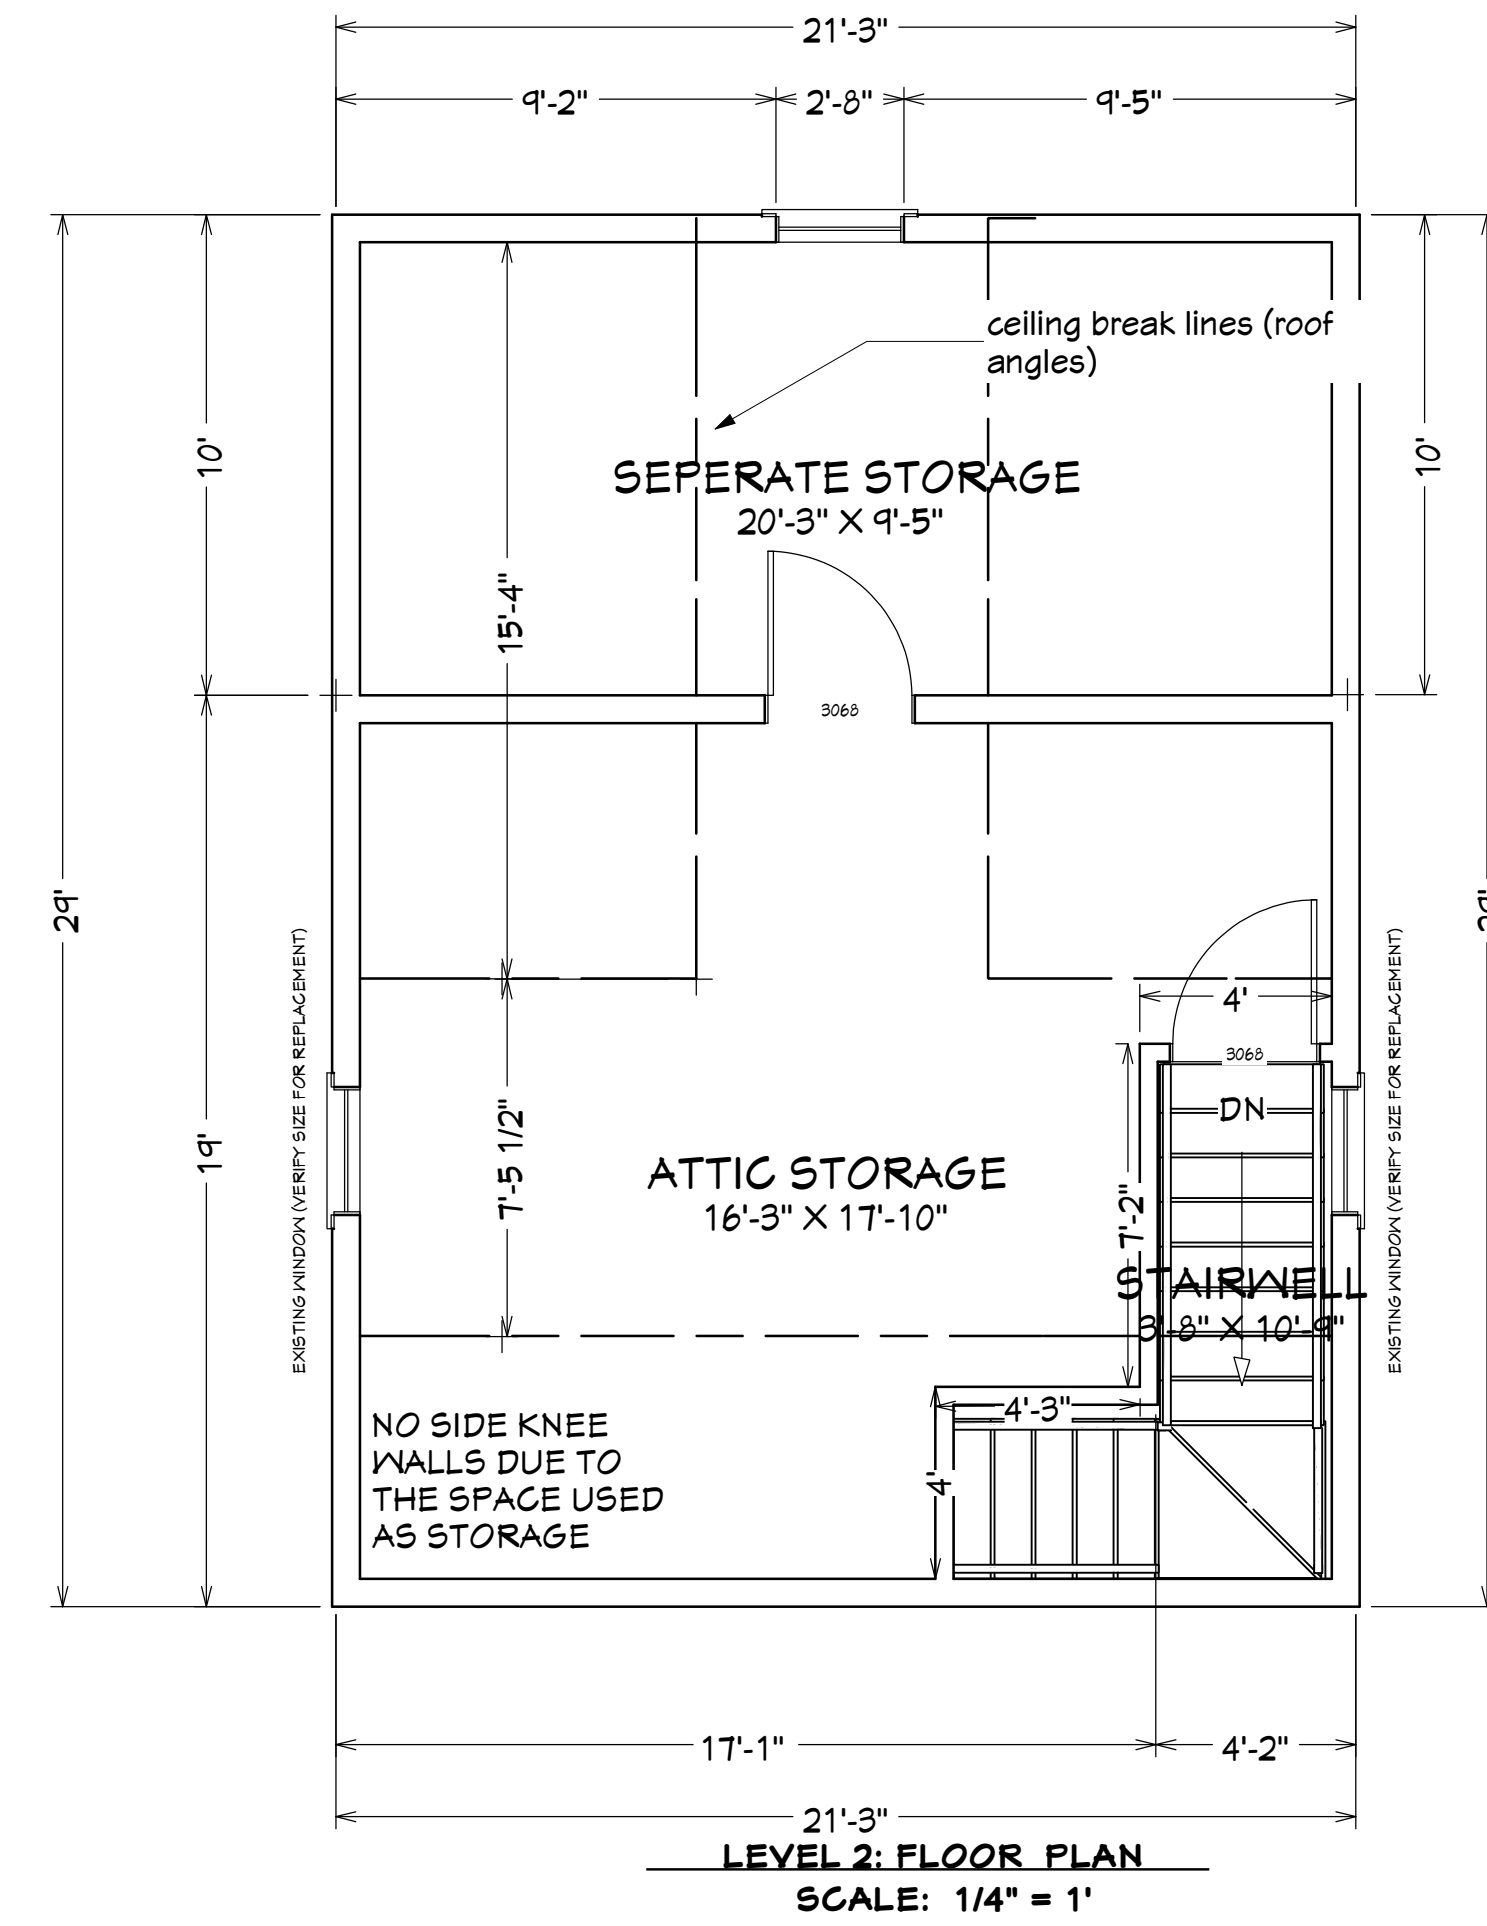 21'-3"
9'-2" 2'-8" 9'-5"
ceiling break lines (roof
angles)
10'
10'
SEPERATE STORAGE
20'-3" X 9'-5"
15'-4"
3068
29'
29'
EXISTING WINDOW (VERIFY SIZE FOR REPLACEMENT)
EXISTING WINDOW (VERIFY SIZE FOR REPLACEMENT)
4'
3068
DN
19'
7'-5 1/2"
ATTIC STORAGE
16'-3" X 17'-10"
7'-2"
STAIRWELL
3'-8" X 10'-9"
4'-3"
4'
NO SIDE KNEE
WALLS DUE TO
THE SPACE USED
AS STORAGE
17'-1" 4'-2"
21'-3"
LEVEL 2: FLOOR PLAN
SCALE: 1/4" = 1'